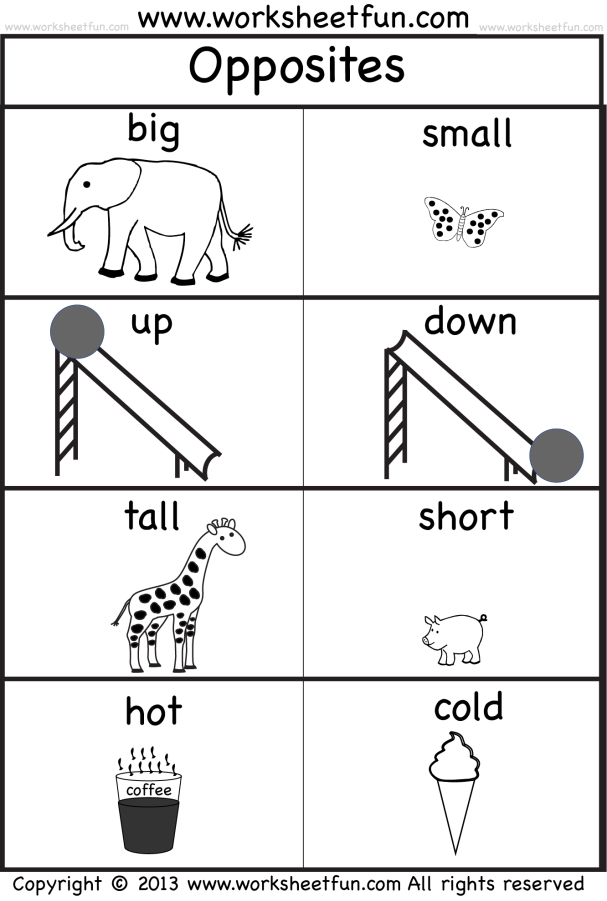 www.worksheetfun.com
www.worksheetfun.com
www.worksheetfun.com
Opposites
big
small
up
down
tall
short
hot
cold
coffee
Copyright © 2013 www.worksheetfun.com All rights reserved